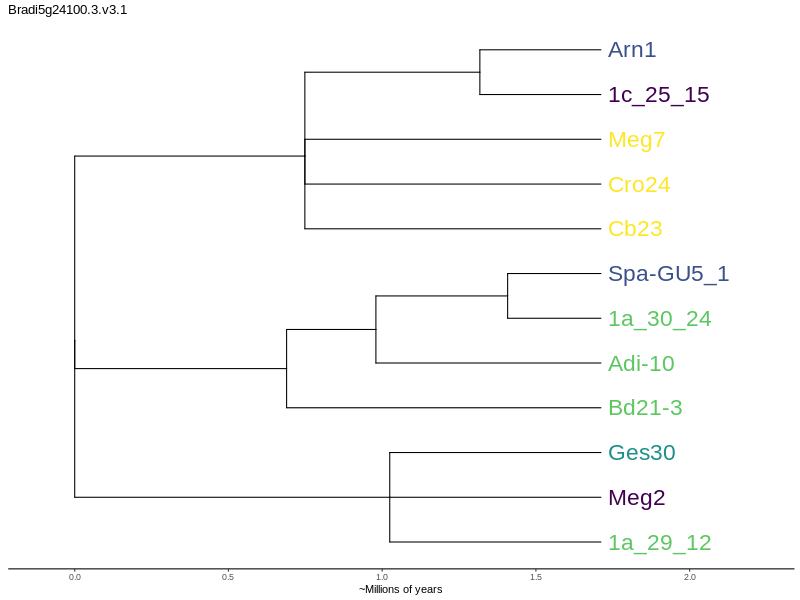 Bradi5g24100.3.v3.1
Arn1
1c_25_15
Meg7
Cro24
Cb23
Spa-GU5_1
1a_30_24
Adi-10
Bd21-3
Ges30
Meg2
1a_29_12
0.0 0.5 1.0 1.5 2.0
~Millions of years